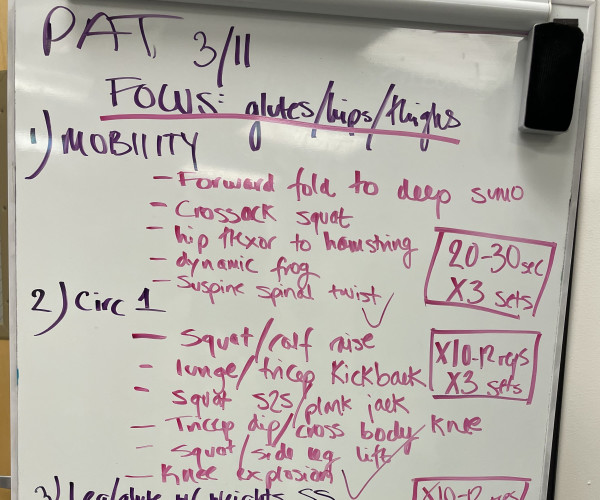 PAT 3/11
FOCUS: glutes/hips/thighs
1) MOBILITY
- Forward fold to deep sumo
- Crossack squat
- hip flexor to hamstring
- dynamic frog
- Suspine spinal twist
20-30 sec
X3 sets
2) Circ 1
- Squat/calf raise
- lunge/tricep Kickback
- Squat S2S/plank jack
- Tricep dip/cross body Knee
- Squat/side leg lift
- Knee explosion
X10-12 reps
X3 sets
3) Leg/glute w/ weights SS
X10-12 reps